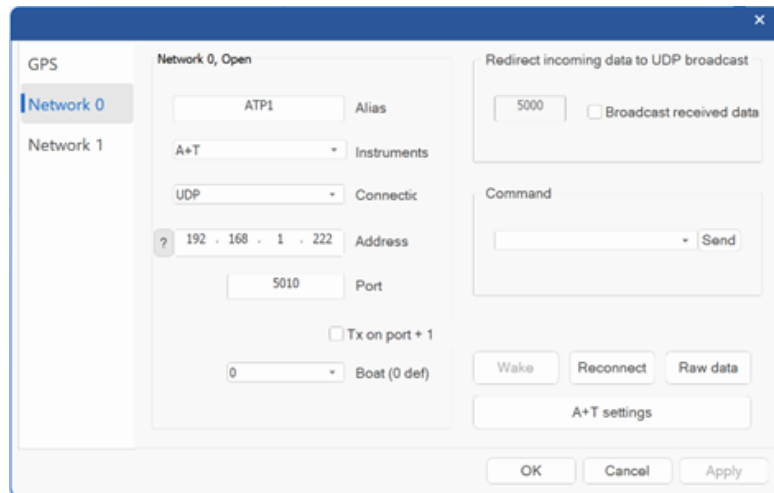 ×
GPS
Network 0
Network 1
Network 0, Open
ATP1 Alias
A+T Instruments
UDP Connectic
? 192 . 168 . 1 . 222 Address
5010 Port
Tx on port + 1
0 Boat (0 def)
Redirect incoming data to UDP broadcast
5000 Broadcast received data
Command
Send
Wake Reconnect Raw data
A+T settings
OK Cancel Apply